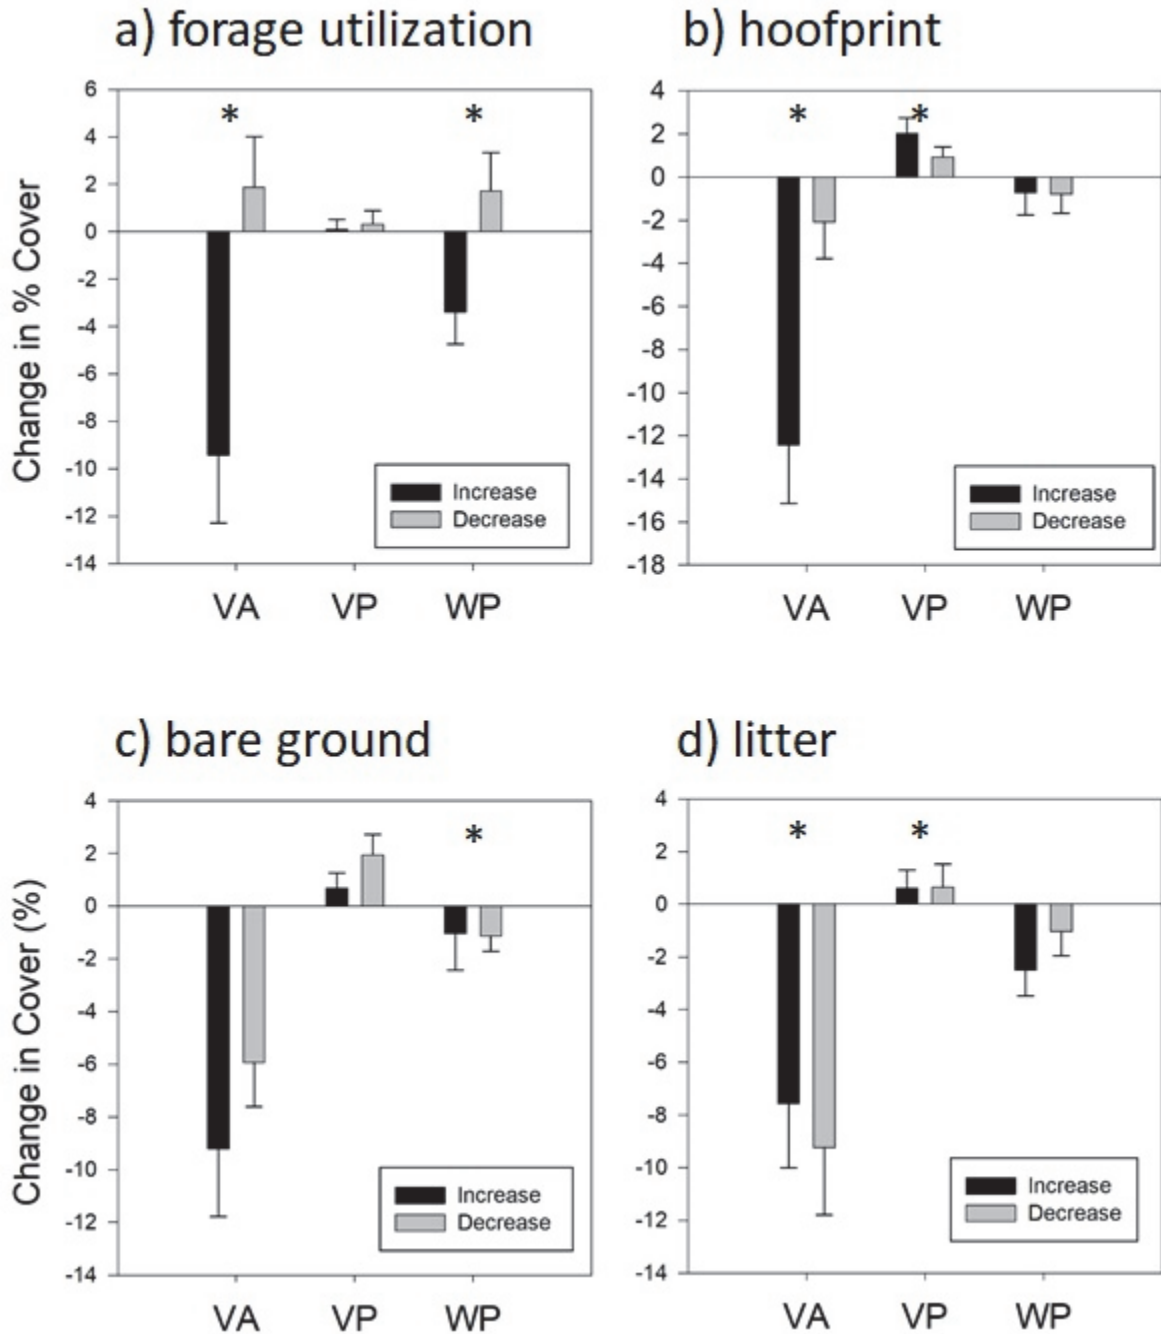 a) forage utilization
b) hoofprint
Change in % Cover
6
4
2
0
-2
-4
-6
-8
-10
-12
-14
*
*
Increase
Decrease
VA VP WP
4
2
0
-2
-4
-6
-8
-10
-12
-14
-16
-18
*
*
Increase
Decrease
VA VP WP
c) bare ground
d) litter
Change in Cover (%)
4
2
0
-2
-4
-6
-8
-10
-12
-14
*
Increase
Decrease
VA VP WP
4
2
0
-2
-4
-6
-8
-10
-12
-14
*
*
Increase
Decrease
VA VP WP